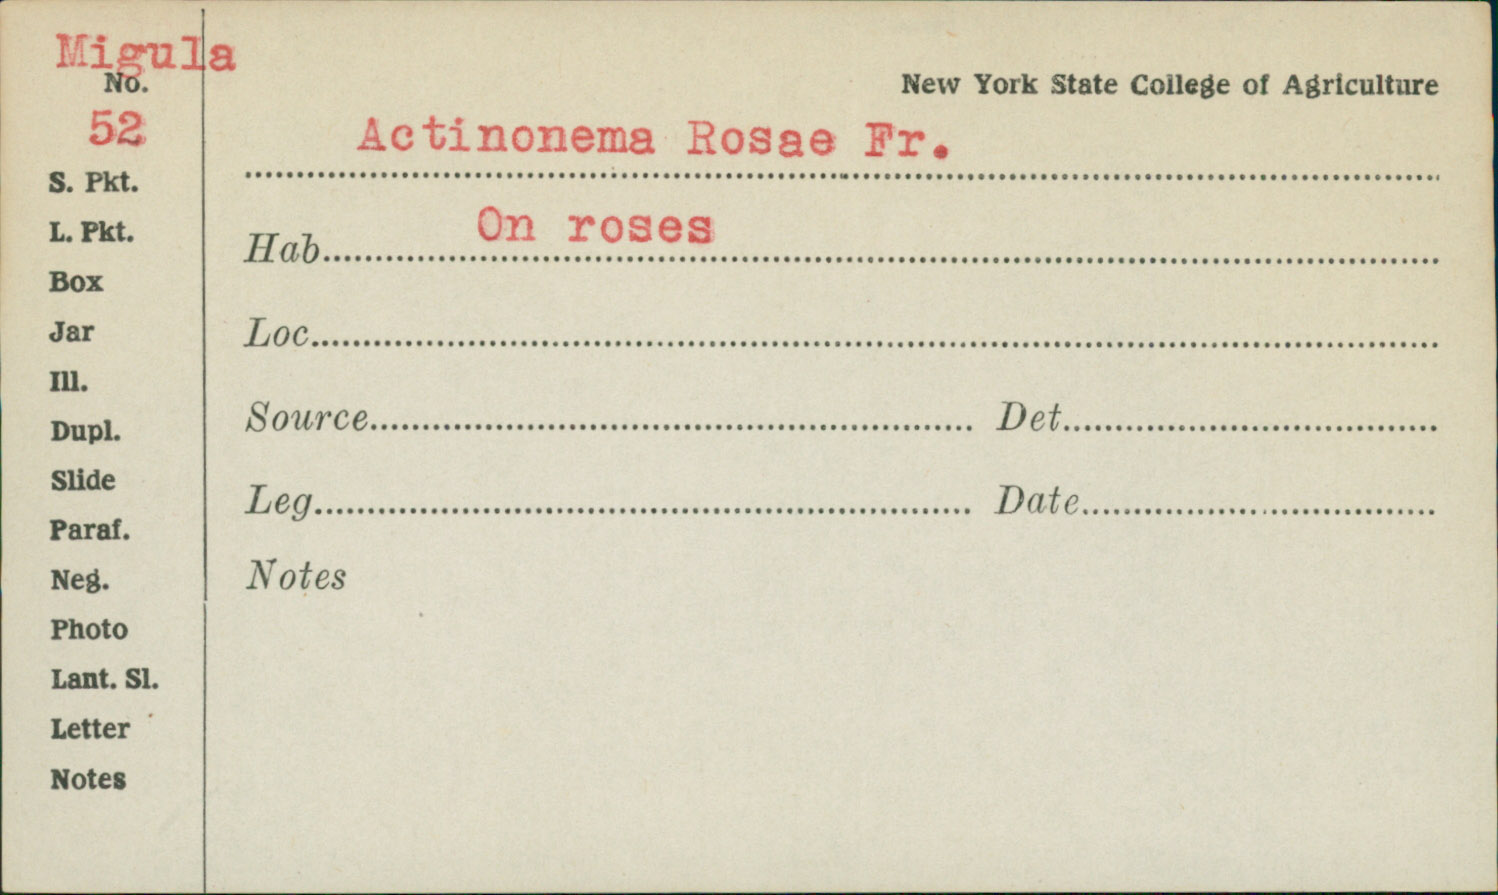 Migula
No.
52
S. Pkt.
L. Pkt.
Box
Jar
Ill.
Dupl.
Slide
Paraf.
Neg.
Photo
Lant. Sl.
Letter
Notes
New York State College of Agriculture
Actinonema Rosae Fr.
Hab. On roses
Loc.
Source Det.
Leg. Date
Notes